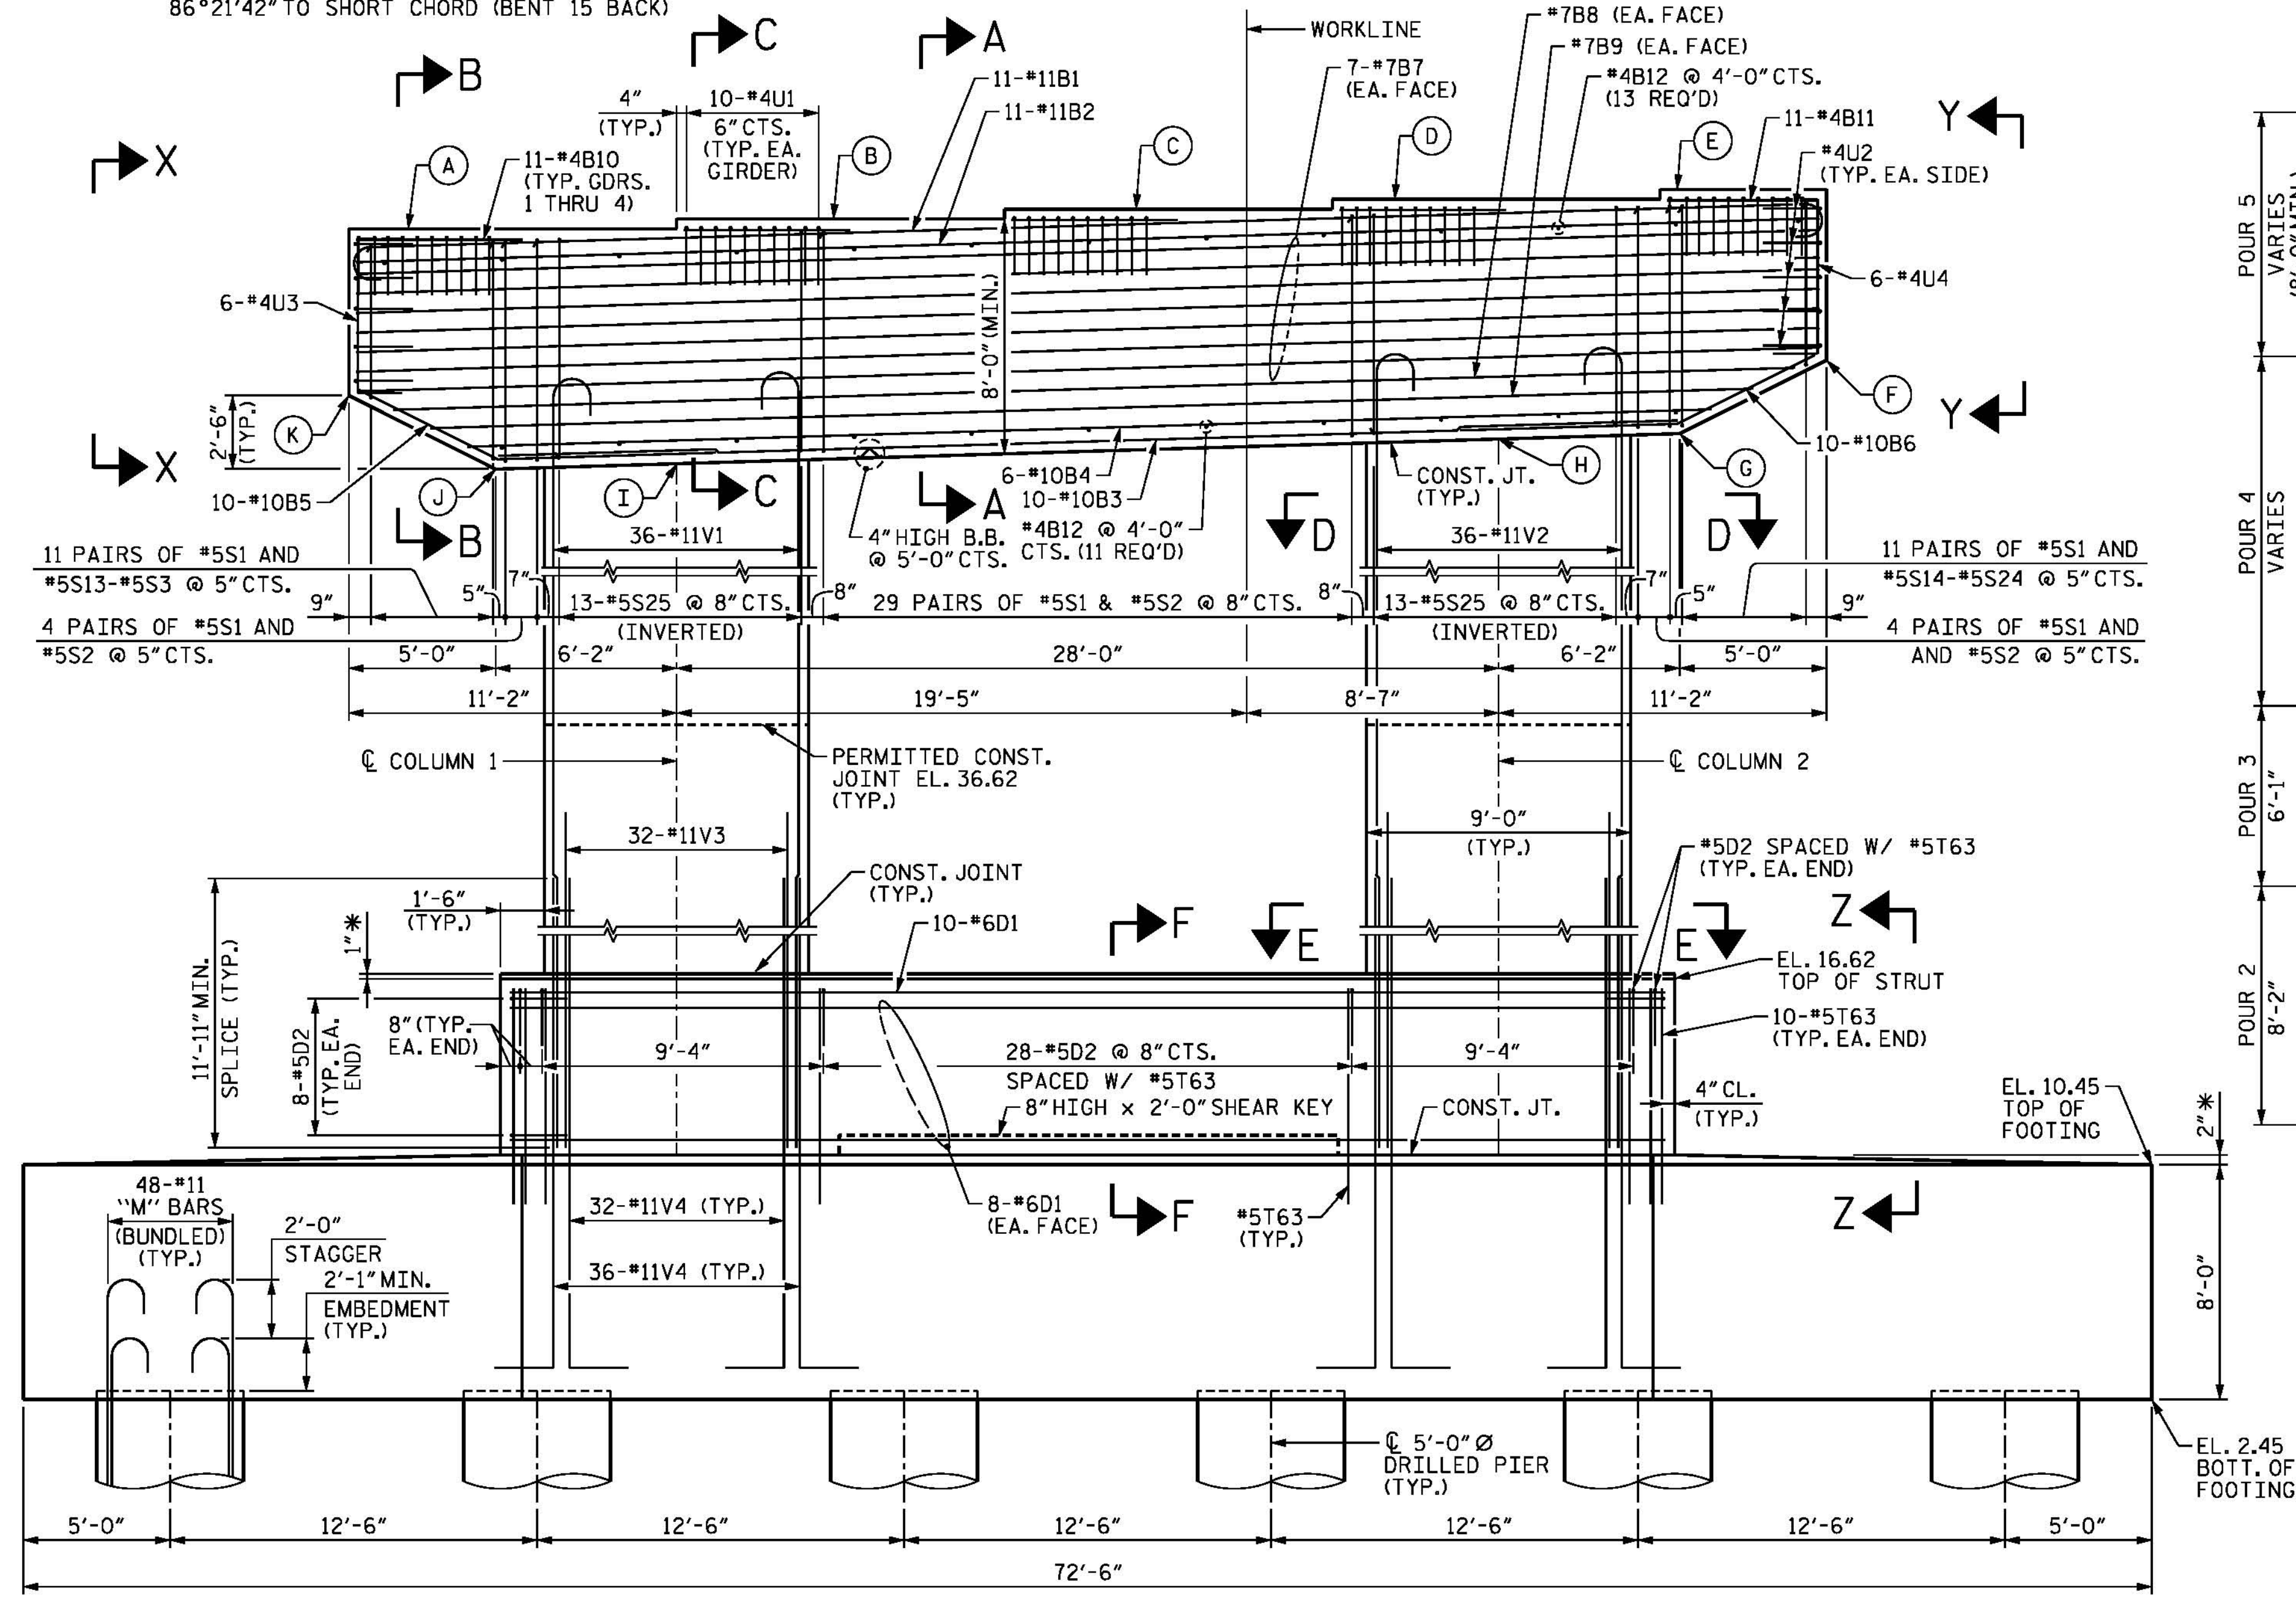 86°21'42" TO SHORT CHORD (BENT 15 BACK)
C
A
B
X
WORKLINE
#7B8 (EA. FACE)
#7B9 (EA. FACE)
#4B12 @ 4'-0" CTS.
(13 REQ'D)
7-#7B7
(EA. FACE)
11-#11B1
11-#11B2
4"
(TYP.)
10-#4U1
6" CTS.
(TYP. EA.
GIRDER)
11-#4B10
(TYP. GDRS.
1 THRU 4)
A
B
C
D
E
11-#4B11
#4U2
(TYP. EA. SIDE)
Y
POUR 5
VARIES
6-#4U3
8'-0" (MIN.)
6-#4U4
2'-6"
(TYP.)
K
F
Y
X
10-#10B5
J
I
B
C
A
6-#10B4
10-#10B3
CONST. JT.
(TYP.)
H
G
10-#10B6
D
D
36-#11V1
4" HIGH B.B.
@ 5'-0" CTS.
#4B12 @ 4'-0"
CTS. (11 REQ'D)
36-#11V2
POUR 4
VARIES
11 PAIRS OF #5S1 AND
#5S13-#5S3 @ 5" CTS.
4 PAIRS OF #5S1 AND
#5S2 @ 5" CTS.
9"
5"
7"
13-#5S25 @ 8" CTS.
(INVERTED)
8"
29 PAIRS OF #5S1 & #5S2 @ 8" CTS.
8"
13-#5S25 @ 8" CTS.
(INVERTED)
7"
5"
9"
11 PAIRS OF #5S1 AND
#5S14-#5S24 @ 5" CTS.
4 PAIRS OF #5S1 AND
AND #5S2 @ 5" CTS.
5'-0"
6'-2"
28'-0"
6'-2"
5'-0"
11'-2"
19'-5"
8'-7"
11'-2"
℄ COLUMN 1
PERMITTED CONST.
JOINT EL. 36.62
(TYP.)
℄ COLUMN 2
POUR 3
6'-1"
32-#11V3
9'-0"
(TYP.)
#5D2 SPACED W/ #5T63
(TYP. EA. END)
CONST. JOINT
(TYP.)
1'-6"
(TYP.)
1"*
10-#6D1
F
E
E
Z
11'-11" MIN.
SPLICE (TYP.)
EL. 16.62
TOP OF STRUT
POUR 2
8'-2"
8-#5D2
(TYP. EA.
END)
8" (TYP.
EA. END)
9'-4"
28-#5D2 @ 8" CTS.
SPACED W/ #5T63
9'-4"
10-#5T63
(TYP. EA. END)
8" HIGH x 2'-0" SHEAR KEY
CONST. JT.
4" CL.
(TYP.)
EL. 10.45
TOP OF
FOOTING
2"*
48-#11
"M" BARS
(BUNDLED)
(TYP.)
2'-0"
STAGGER
2'-1" MIN.
EMBEDMENT
(TYP.)
32-#11V4 (TYP.)
36-#11V4 (TYP.)
8-#6D1
(EA. FACE)
F
#5T63
(TYP.)
Z
8'-0"
℄ 5'-0" Ø
DRILLED PIER
(TYP.)
EL. 2.45
BOTT. OF
FOOTING
5'-0"
12'-6"
12'-6"
12'-6"
12'-6"
12'-6"
5'-0"
72'-6"